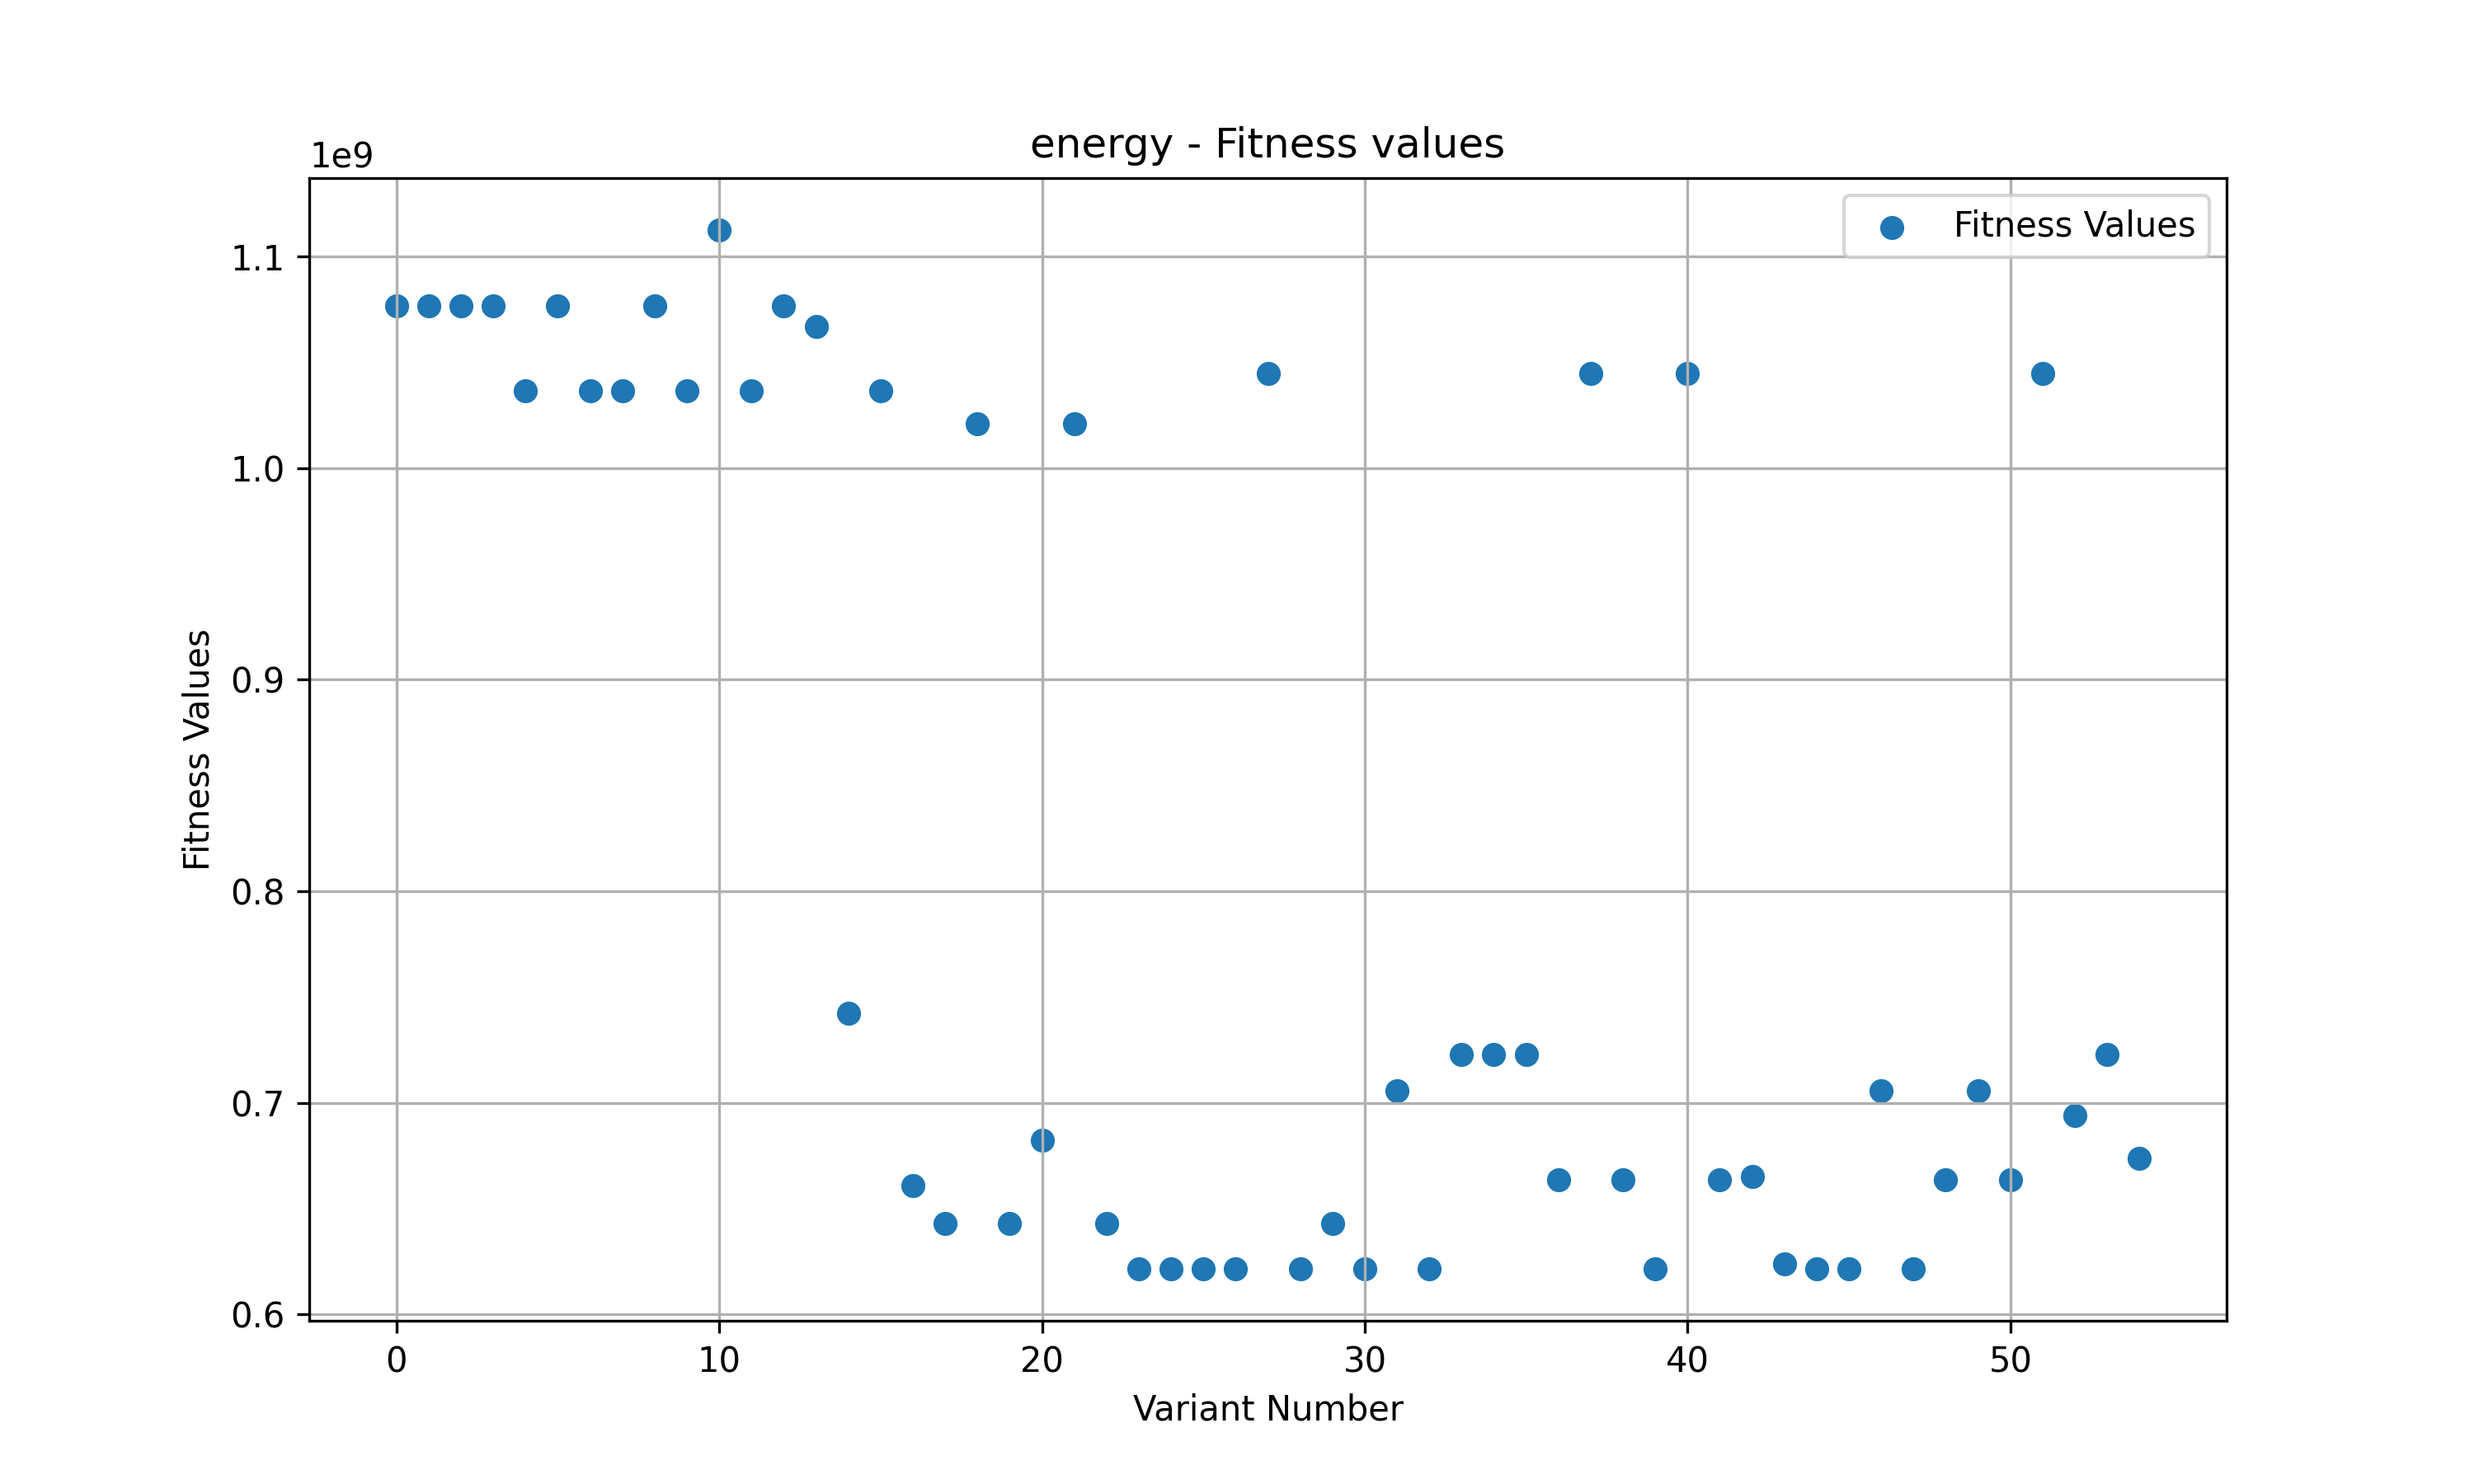 energy - Fitness values
1e9
Fitness Values
1.1
1.0
0.9
0.8
0.7
0.6
Fitness Values
0 10 20 30 40 50
Variant Number